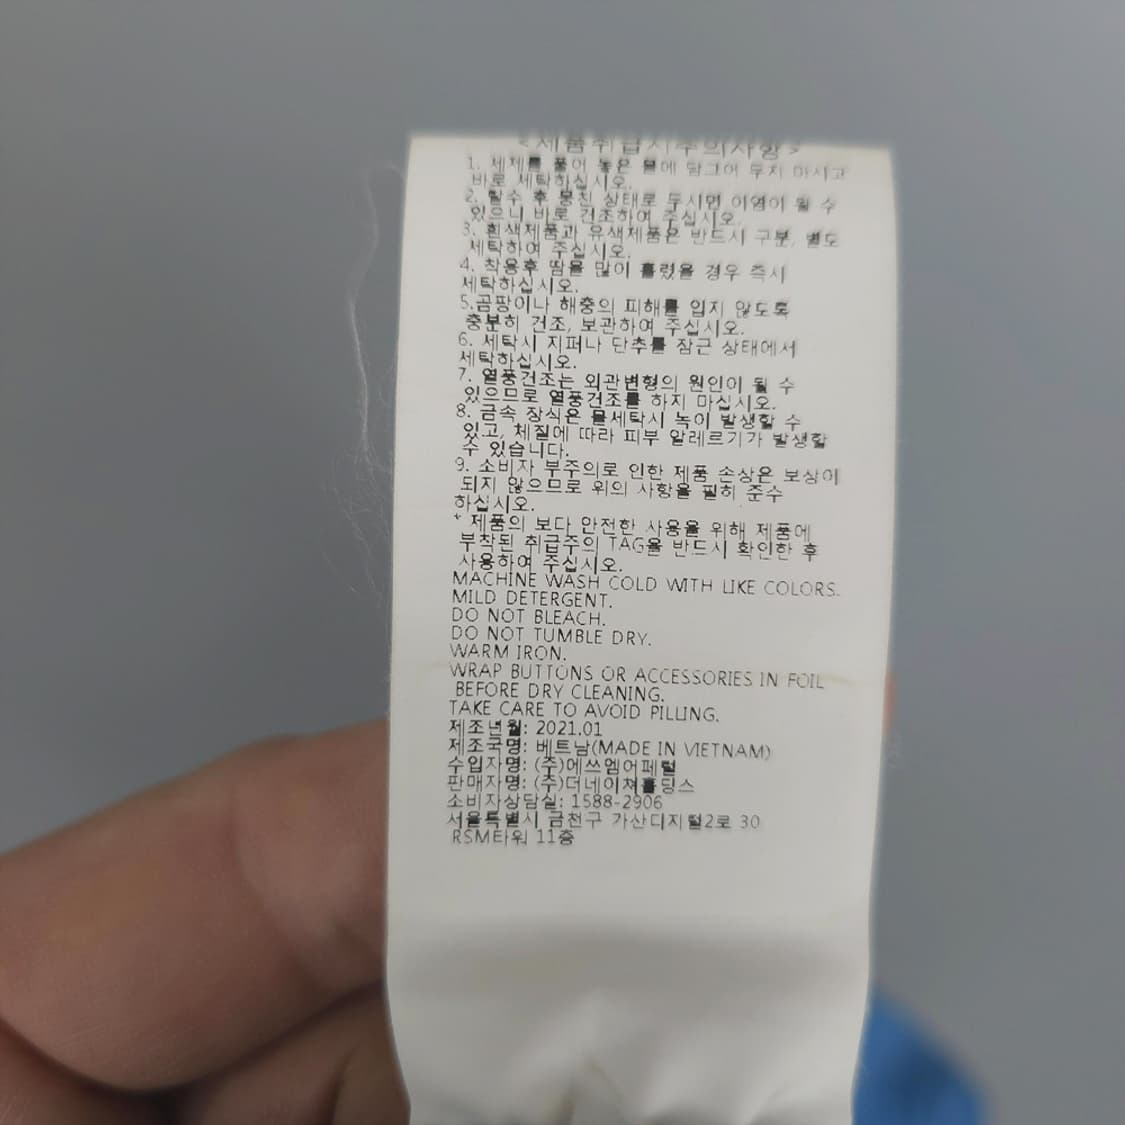 <제품취급시주의사항>
1. 세제를 풀어 놓은 물에 담그어 두지 마시고
바로 세탁하십시오.
2. 탈수 후 뭉친 상태로 두시면 이염이 될 수
있으니 바로 건조하여 주십시오.
3. 흰색제품과 유색제품은 반드시 구분, 별도
세탁하여 주십시오.
4. 착용후 땀을 많이 흘렸을 경우 즉시
세탁하십시오.
5.곰팡이나 해충의 피해를 입지 않도록
충분히 건조, 보관하여 주십시오.
6. 세탁시 지퍼나 단추를 잠근 상태에서
세탁하십시오.
7. 열풍건조는 외관변형의 원인이 될 수
있으므로 열풍건조를 하지 마십시오.
8. 금속 장식은 물세탁시 녹이 발생할 수
있고, 체질에 따라 피부 알레르기가 발생할
수 있습니다.
9. 소비자 부주의로 인한 제품 손상은 보상이
되지 않으므로 위의 사항을 필히 준수
하십시오.
* 제품의 보다 안전한 사용을 위해 제품에
부착된 취급주의 TAG을 반드시 확인한 후
사용하여 주십시오.
MACHINE WASH COLD WITH LIKE COLORS.
MILD DETERGENT.
DO NOT BLEACH.
DO NOT TUMBLE DRY.
WARM IRON.
WRAP BUTTONS OR ACCESSORIES IN FOIL
BEFORE DRY CLEANING.
TAKE CARE TO AVOID PILLING.
제조년월: 2021.01
제조국명: 베트남(MADE IN VIETNAM)
수입자명: (주)에쓰엠어페럴
판매자명: (주)더네이쳐홀딩스
소비자상담실: 1588-2906
서울특별시 금천구 가산디지털2로 30
RSM타워 11층